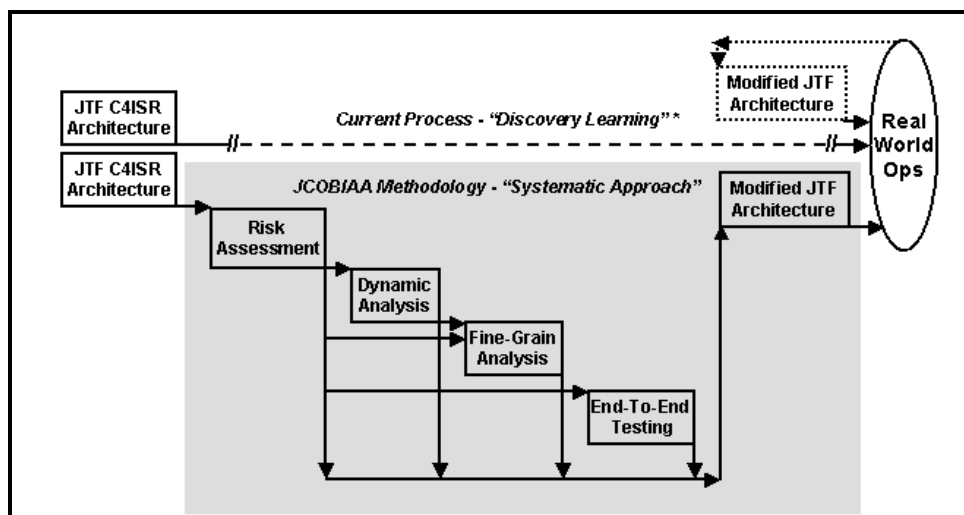 JTF C4ISR
Architecture
Current Process - “Discovery Learning” *
Modified JTF
Architecture
Real
World
Ops
JTF C4ISR
Architecture
JCOBIAA Methodology - “Systematic Approach”
Modified JTF
Architecture
Risk
Assessment
Dynamic
Analysis
Fine-Grain
Analysis
End-To-End
Testing